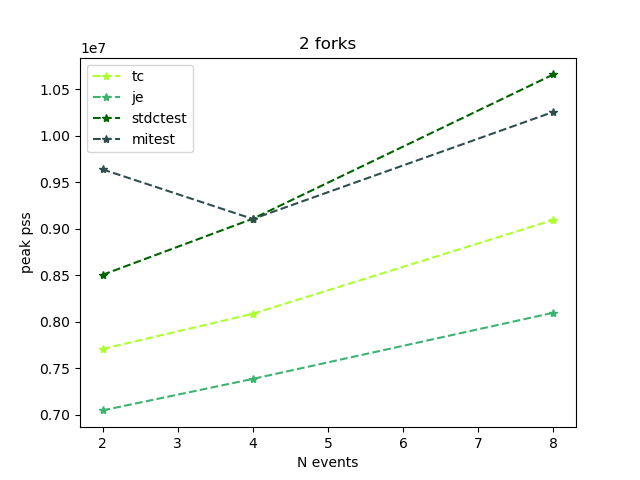 2 forks
1e7
tc
je
stdctest
mitest
peak pss
1.05
1.00
0.95
0.90
0.85
0.80
0.75
0.70
2 3 4 5 6 7 8
N events